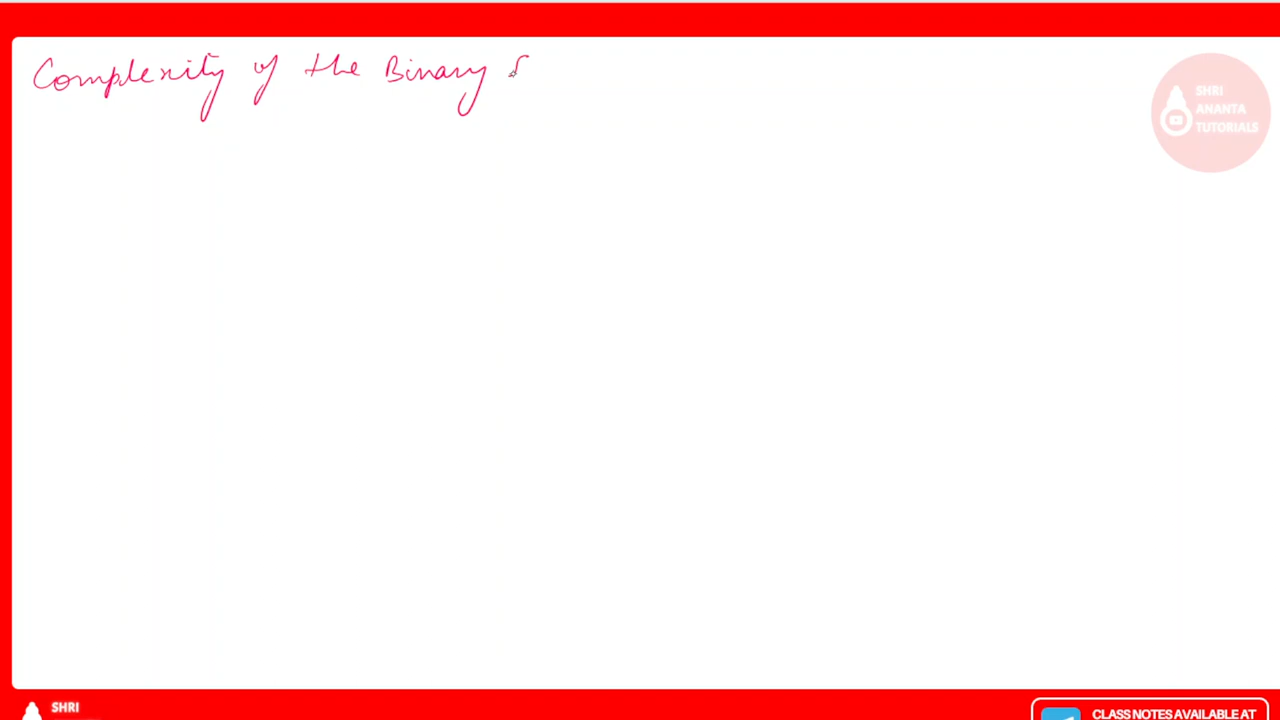 Complexity of the Binary
SHRI
ANANTA
TUTORIALS
SHRI
CLASS NOTES AVAILABLE AT